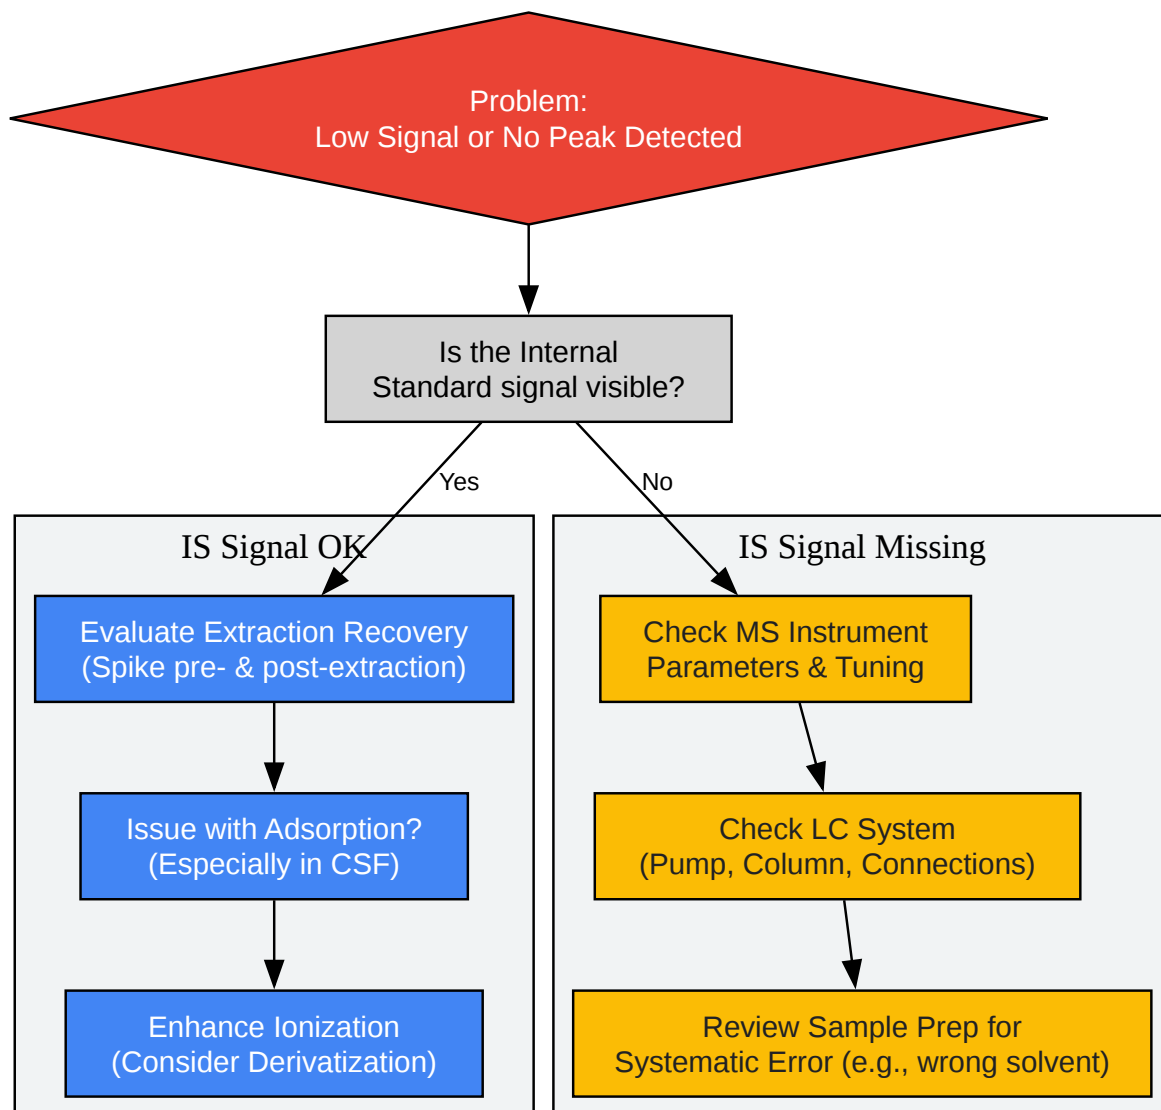 Problem:
Low Signal or No Peak Detected
Is the Internal
Standard signal visible?
Yes
No
IS Signal OK
IS Signal Missing
Evaluate Extraction Recovery
(Spike pre- & post-extraction)
Check MS Instrument
Parameters & Tuning
Issue with Adsorption?
(Especially in CSF)
Check LC System
(Pump, Column, Connections)
Enhance Ionization
(Consider Derivatization)
Review Sample Prep for
Systematic Error (e.g., wrong solvent)